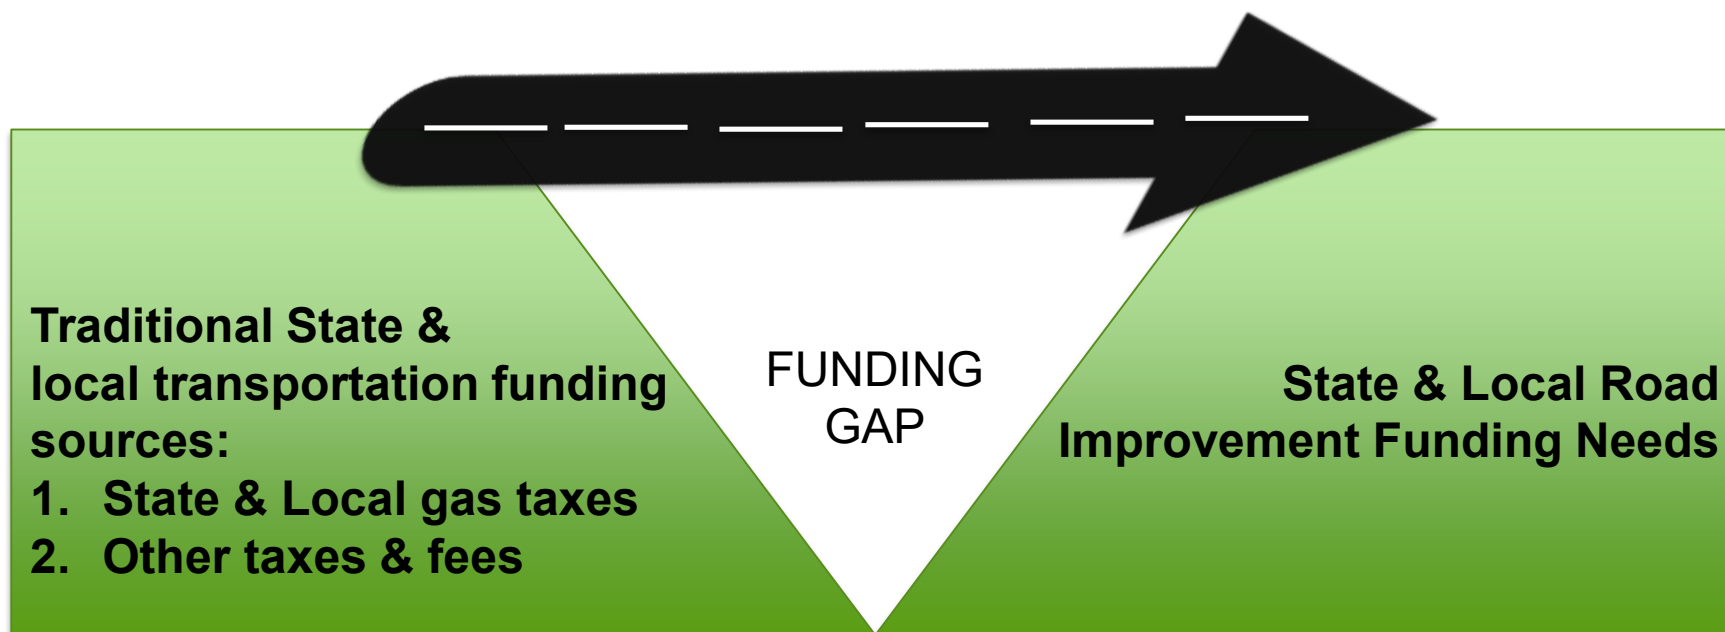 Traditional State &
local transportation funding
sources:
1. State & Local gas taxes
2. Other taxes & fees
FUNDING
GAP
State & Local Road
Improvement Funding Needs